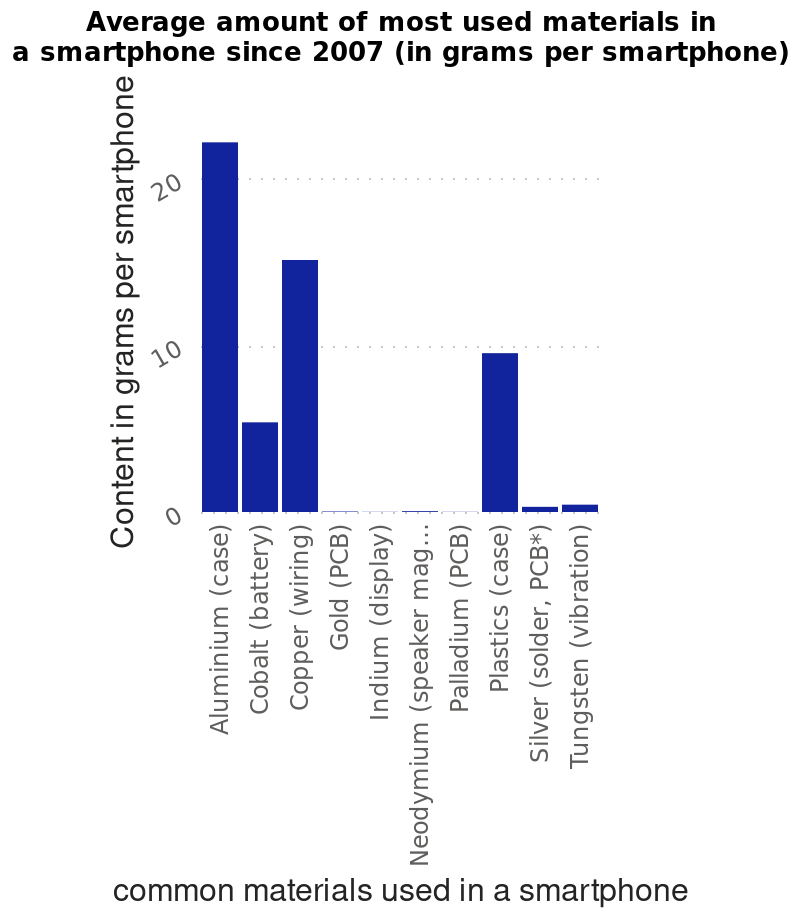 Average amount of most used materials in
a smartphone since 2007 (in grams per smartphone)
Content in grams per smartphone
20
10
0
Aluminium (case)
Cobalt (battery)
Copper (wiring)
Gold (PCB)
Indium (display)
Neodymium (speaker mag...
Palladium (PCB)
Plastics (case)
Silver (solder, PCB*)
Tungsten (vibration)
common materials used in a smartphone